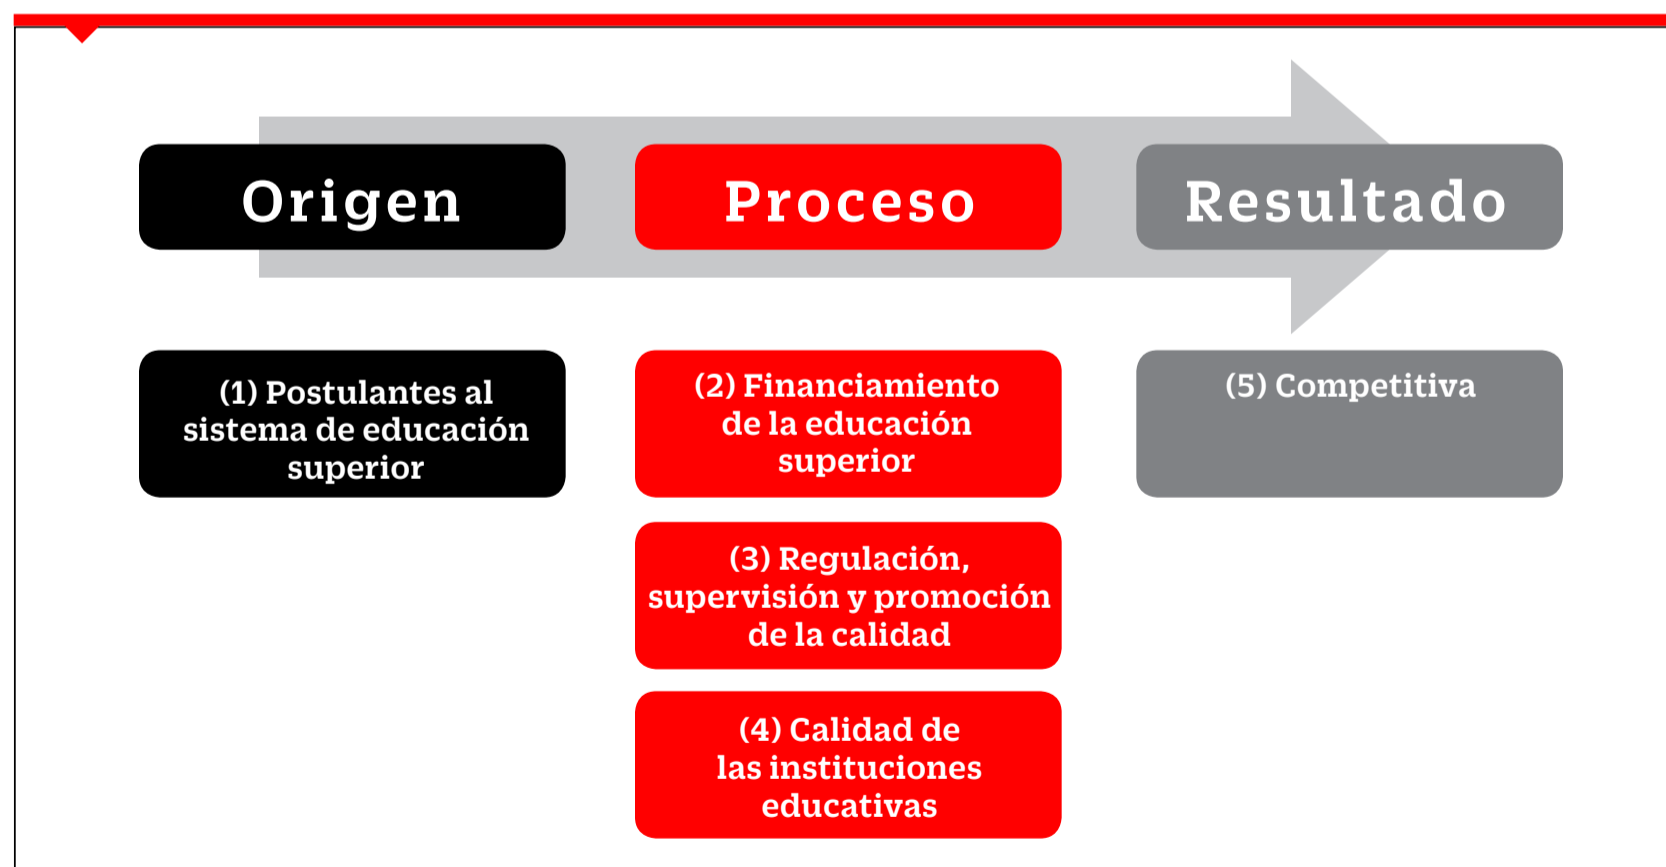 Origen
Proceso
Resultado
(1) Postulantes al
sistema de educación
superior
(2) Financiamiento
de la educación
superior
(3) Regulación,
supervisión y promoción
de la calidad
(4) Calidad de
las instituciones
educativas
(5) Competitiva